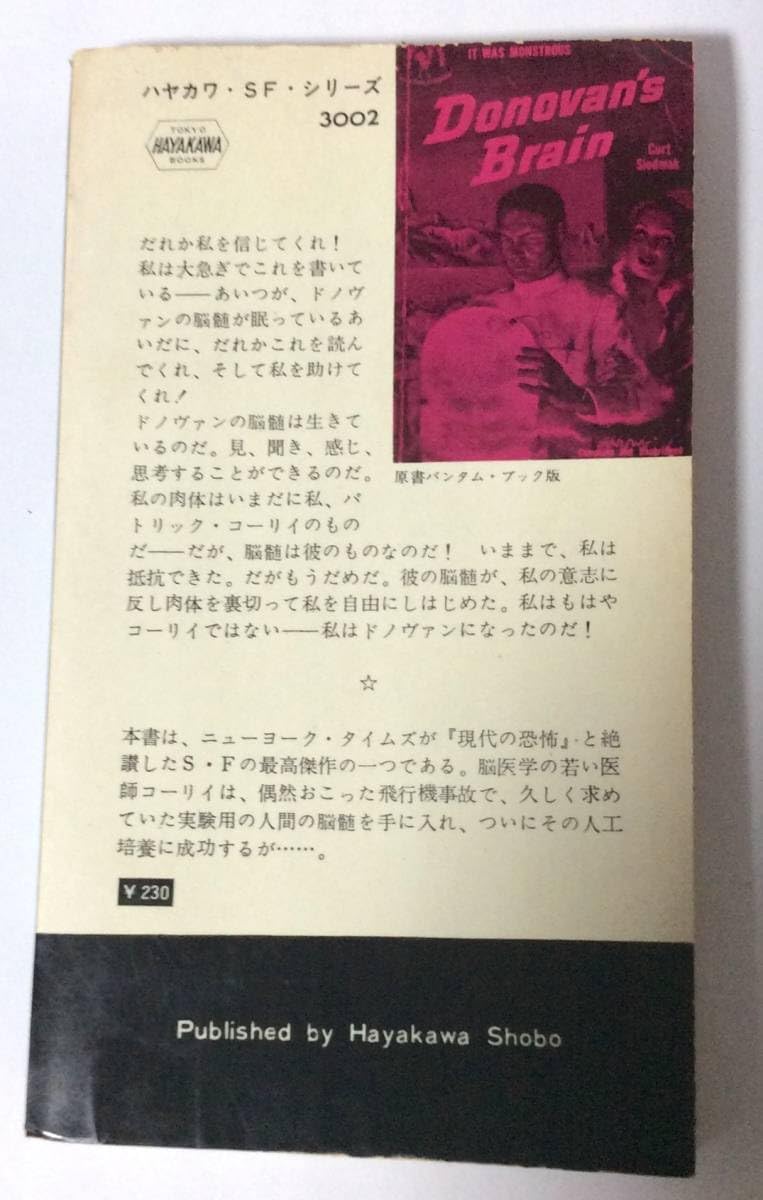 ハヤカワ・SF・シリーズ
3002
TOKYO
HAYAKAWA
BOOKS
IT WAS MONSTROUS
Donovan's
Brain
Curt
Siodmak
原書バンタム・ブック版
だれか私を信じてくれ！
私は大急ぎでこれを書いて
いる——あいつが、ドノヴ
ァンの脳髄が眠っているあ
いだに、だれかこれを読ん
でくれ、そして私を助けて
くれ！
ドノヴァンの脳髄は生きて
いるのだ。見、聞き、感じ、
思考することができるのだ。
私の肉体はいまだに私、パ
トリック・コーリイのもの
だ——だが、脳髄は彼のものなのだ！　いままで、私は
抵抗できた。だがもうだめだ。彼の脳髄が、私の意志に
反し肉体を裏切って私を自由にしはじめた。私はもはや
コーリイではない——私はドノヴァンになったのだ！
☆
本書は、ニューヨーク・タイムズが『現代の恐怖』と絶
讃したS・Fの最高傑作の一つである。脳医学の若い医
師コーリイは、偶然おこった飛行機事故で、久しく求め
ていた実験用の人間の脳髄を手に入れ、ついにその人工
培養に成功するが……。
¥230
Published by Hayakawa Shobo